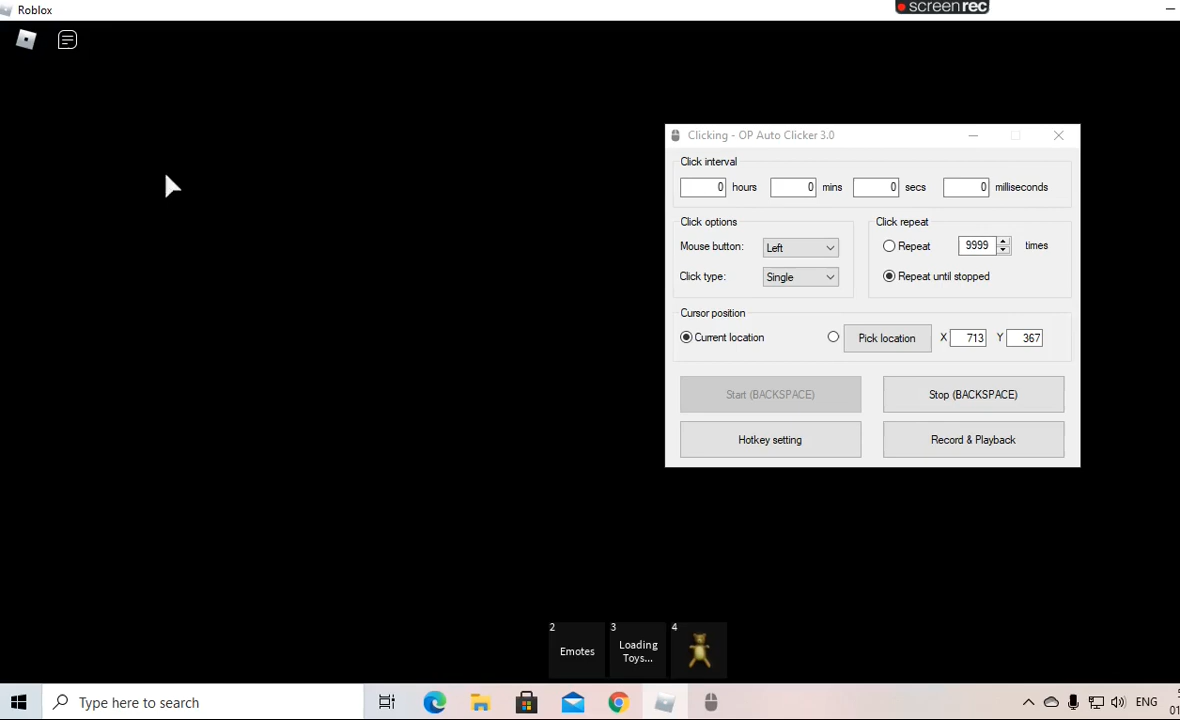 Roblox
screenrec
Clicking - OP Auto Clicker 3.0
Click interval
0 hours 0 mins 0 secs 0 milliseconds
Click options
Click repeat
Mouse button: Left
Repeat 9999 times
Click type: Single
Repeat until stopped
Cursor position
Current location
Pick location X 713 Y 367
Start (BACKSPACE)
Stop (BACKSPACE)
Hotkey setting
Record & Playback
2
Emotes
3
Loading
Toys...
4
Type here to search
ENG